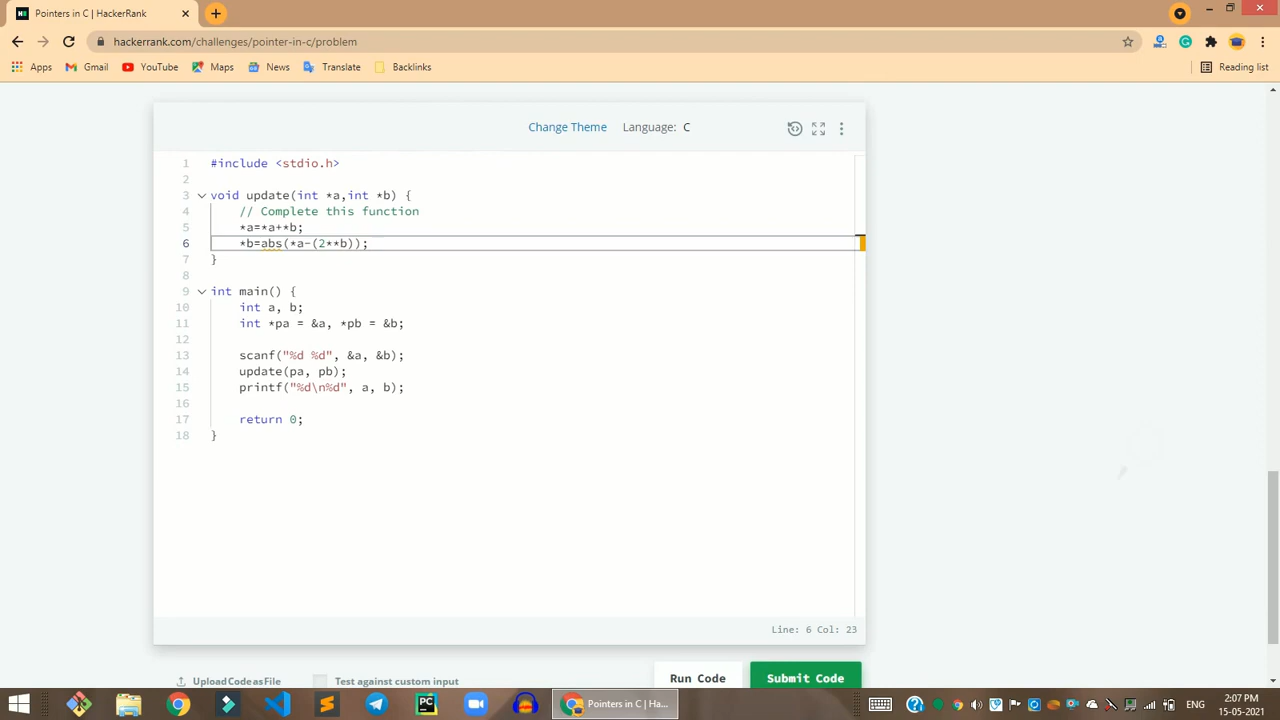 Pointers in C | HackerRank
hackerrank.com/challenges/pointer-in-c/problem
Apps Gmail YouTube Maps News Translate Backlinks Reading list
Change Theme Language: C
1 #include <stdio.h>
2
3 void update(int *a,int *b) {
4 // Complete this function
5 *a=*a+*b;
6 *b=abs(*a-(2**b));
7 }
8
9 int main() {
10 int a, b;
11 int *pa = &a, *pb = &b;
12
13 scanf("%d %d", &a, &b);
14 update(pa, pb);
15 printf("%d\n%d", a, b);
16
17 return 0;
18 }
Line: 6 Col: 23
Upload Code as File Test against custom input Run Code Submit Code
Pointers in C | Ha...
2:07 PM
15-05-2021